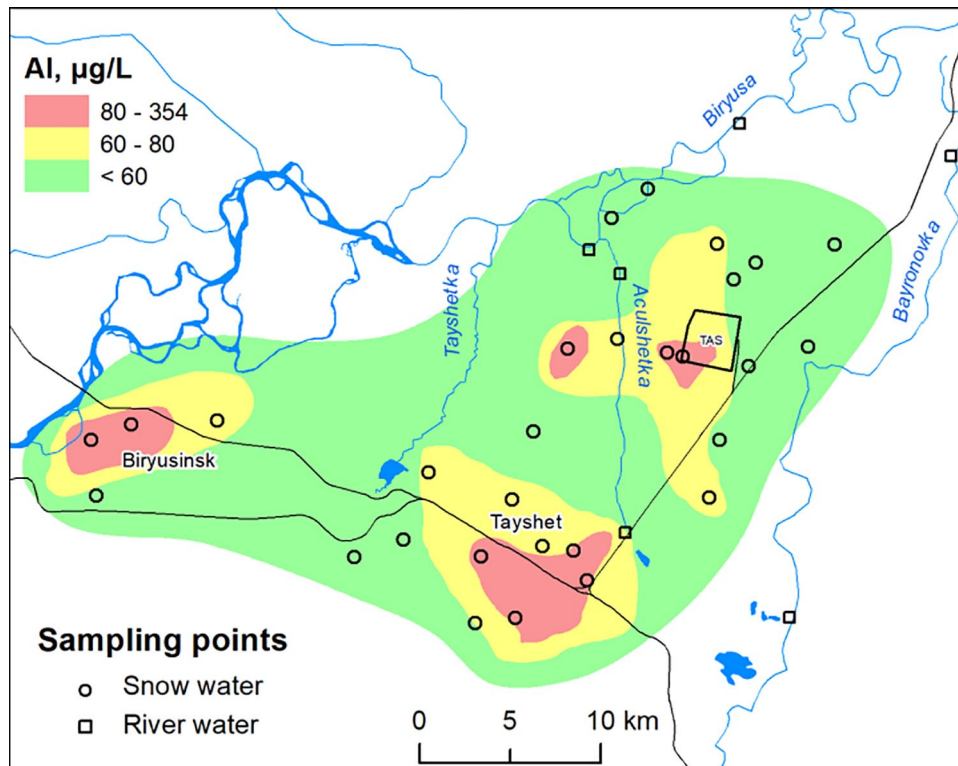 Al, µg/L
80 - 354
60 - 80
< 60
Biryusa
Tayshetka
Aculshetka
Bayronovka
TAS
Biryusinsk
Tayshet
Sampling points
Snow water
River water
0 5 10 km